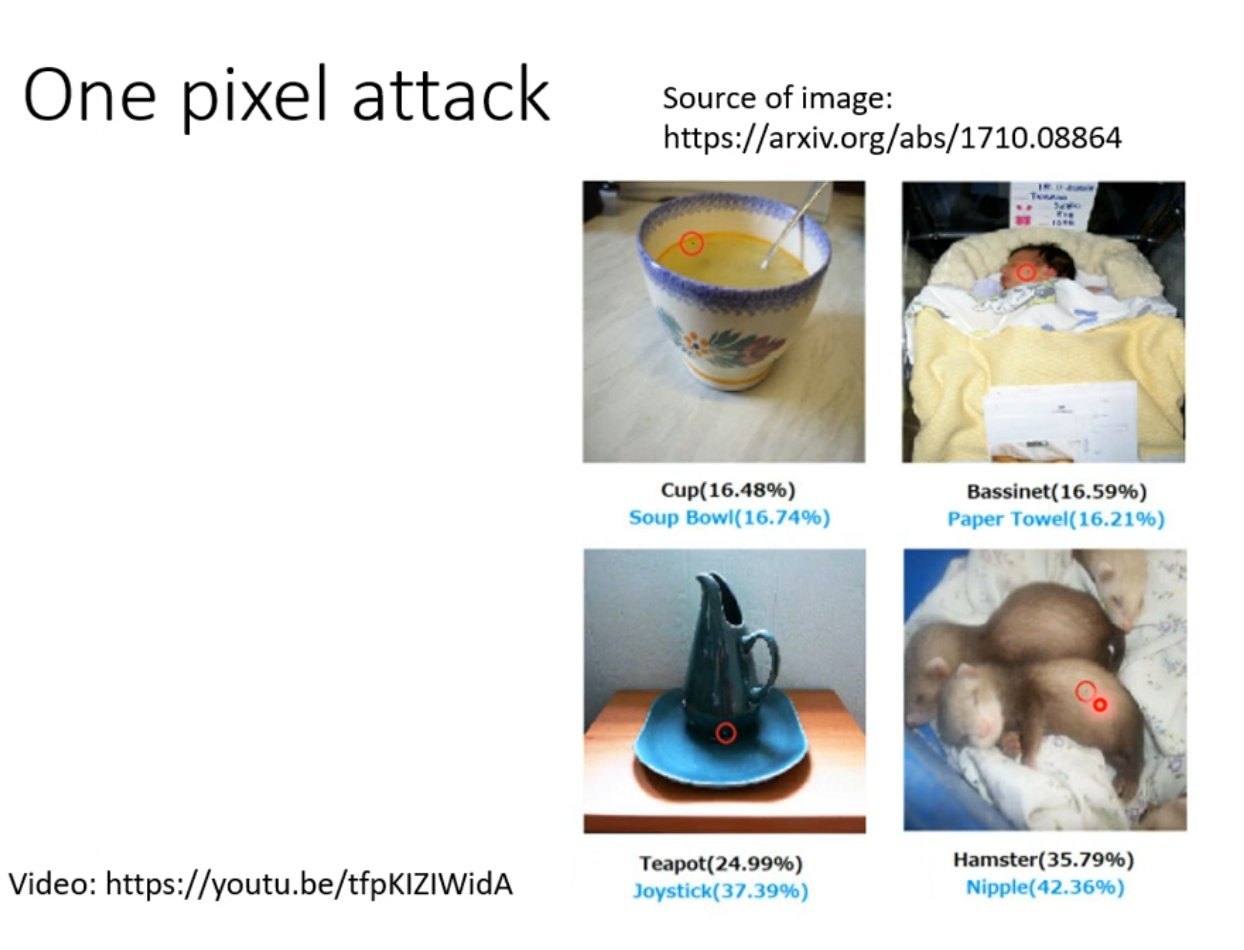 One pixel attack
Source of image:
https://arxiv.org/abs/1710.08864
Cup(16.48%)
Soup Bowl(16.74%)
Bassinet(16.59%)
Paper Towel(16.21%)
Teapot(24.99%)
Joystick(37.39%)
Hamster(35.79%)
Nipple(42.36%)
Video: https://youtu.be/tfpKIZIWidA